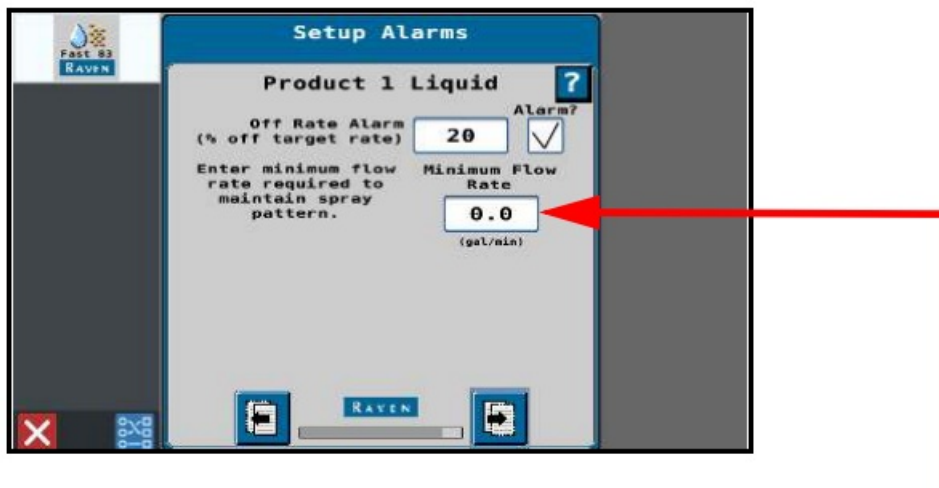 Fast 83
RAVEN
Setup Alarms
Product 1 Liquid
?
Alarm?
Off Rate Alarm
(% off target rate)
20
Enter minimum flow
rate required to
maintain spray
pattern.
Minimum Flow
Rate
0.0
(gal/min)
RAVEN